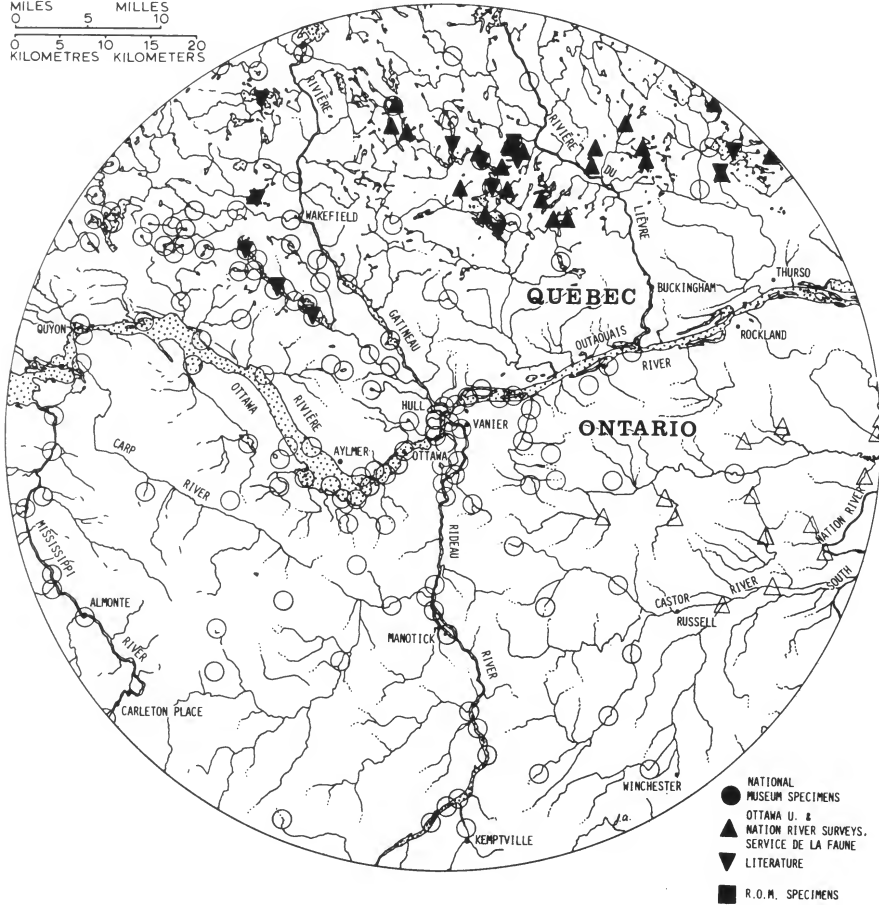 MILES MILLES
0 5 10
0 5 10 15 20
KILOMETRES KILOMETERS
RIVIÈRE
RIVIÈRE
DU
LIÈVRE
WAKEFIELD
THURSO
BUCKINGHAM
QUÉBEC
QUYON
GATINEAU
OUTAOUAIS
RIVER
ROCKLAND
OTTAWA
RIVIÈRE
HULL
VANIER
ONTARIO
AYLMER
OTTAWA
CARP
RIVER
MISSISSIPPI
RIDEAU
NATION RIVER
SOUTH
CASTOR
RIVER
RUSSELL
ALMONTE
RIVER
MANOTICK
RIVER
CARLETON PLACE
WINCHESTER
KEMPTVILLE
j.a.
NATIONAL
MUSEUM SPECIMENS
OTTAWA U. &
NATION RIVER SURVEYS.
SERVICE DE LA FAUNE
LITERATURE
R.O.M. SPECIMENS